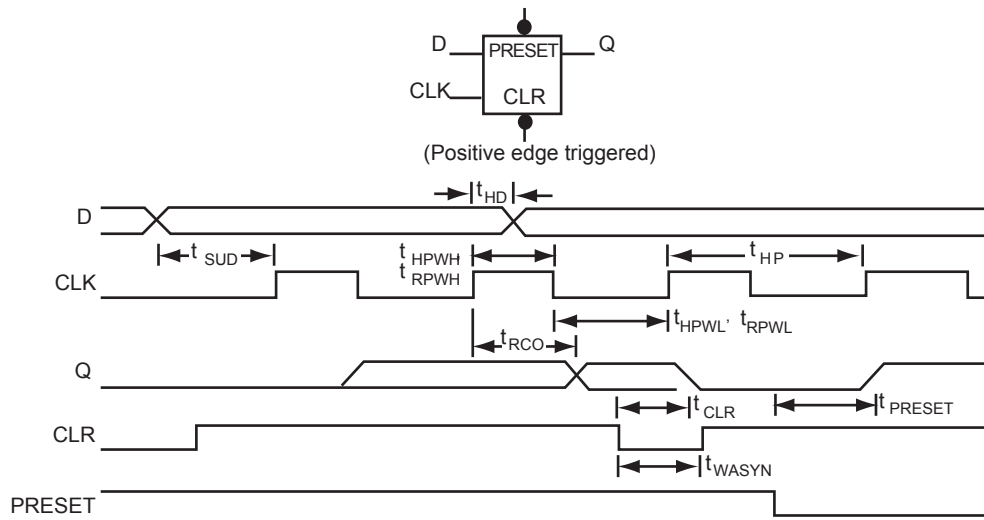 D PRESET Q
CLK CLR
(Positive edge triggered)
tHD
D
tSUD tHPWH, tHP
tRPWH
CLK
tHPWL, tRPWL
tRCO
Q
tCLR tPRESET
CLR
tWASYN
PRESET